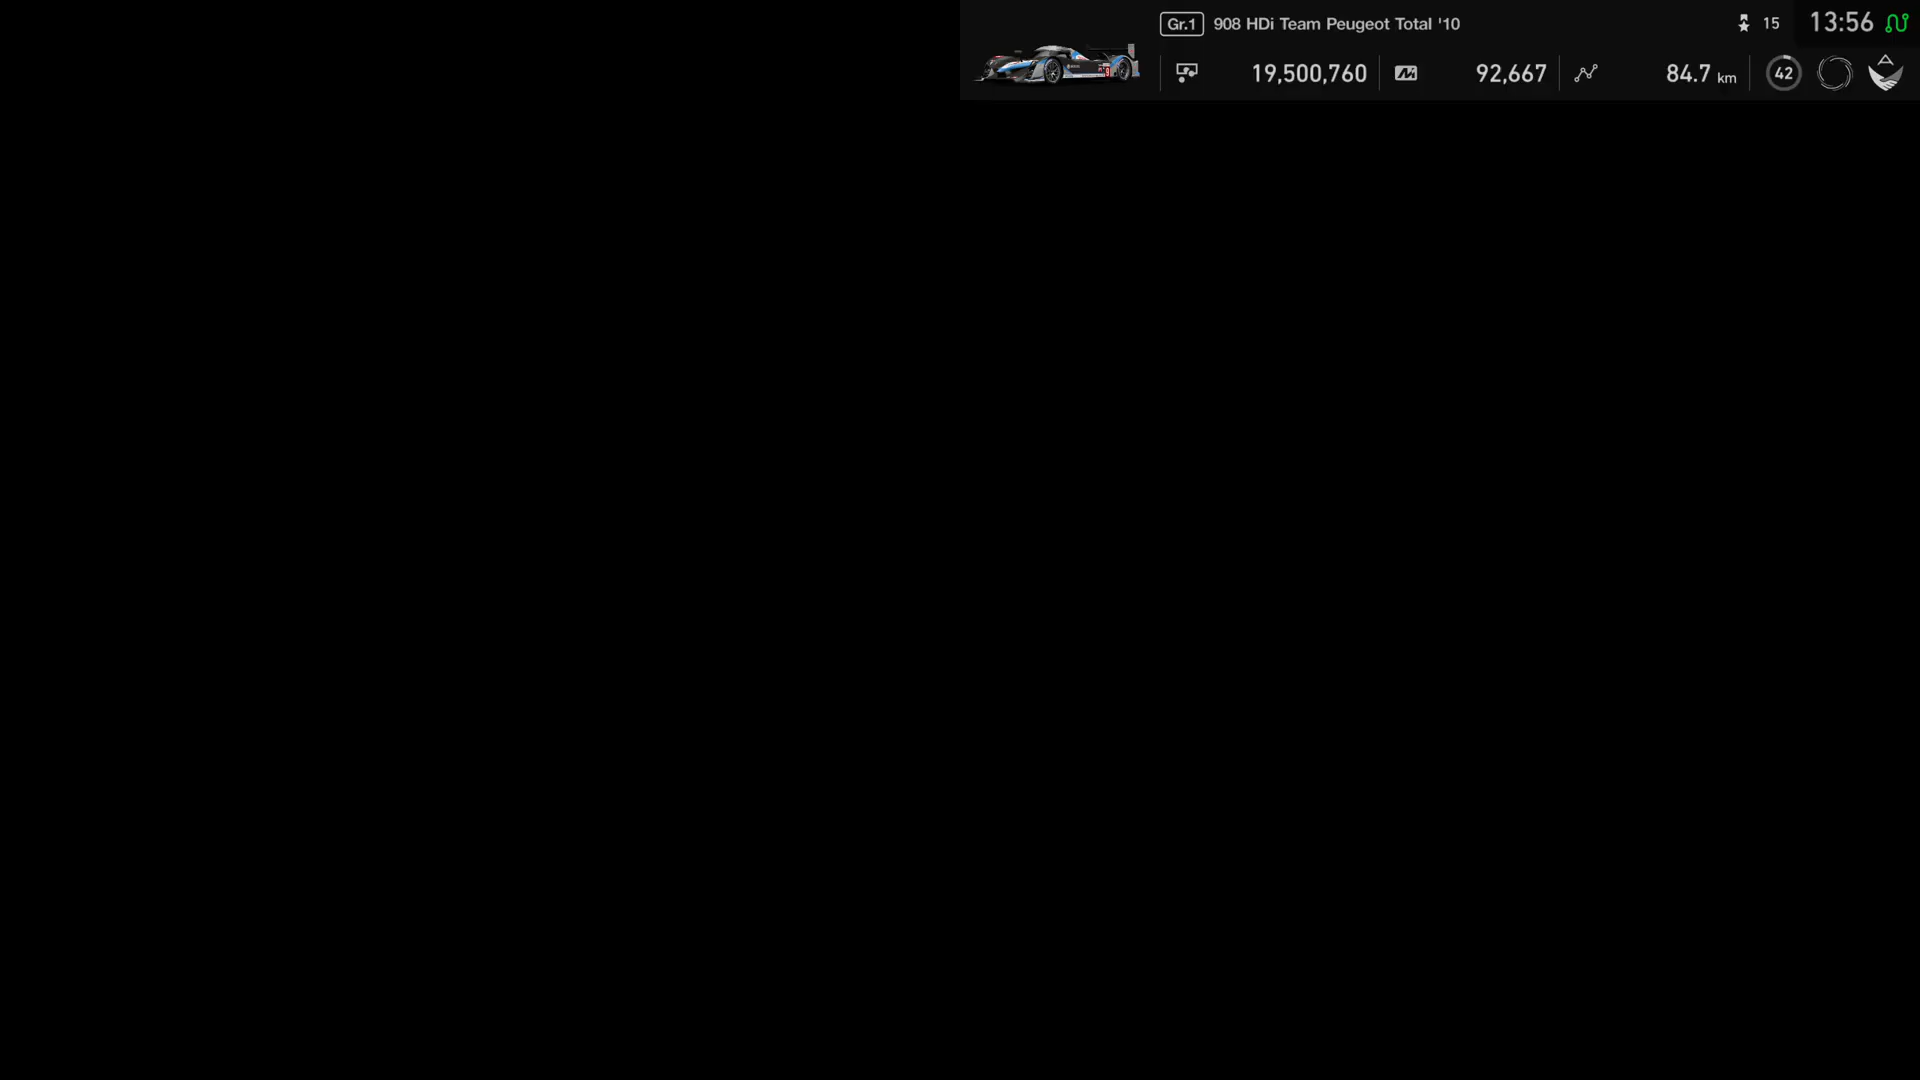 Gr.1 908 HDi Team Peugeot Total '10 15 13:56
19,500,760 92,667 84.7 km 42